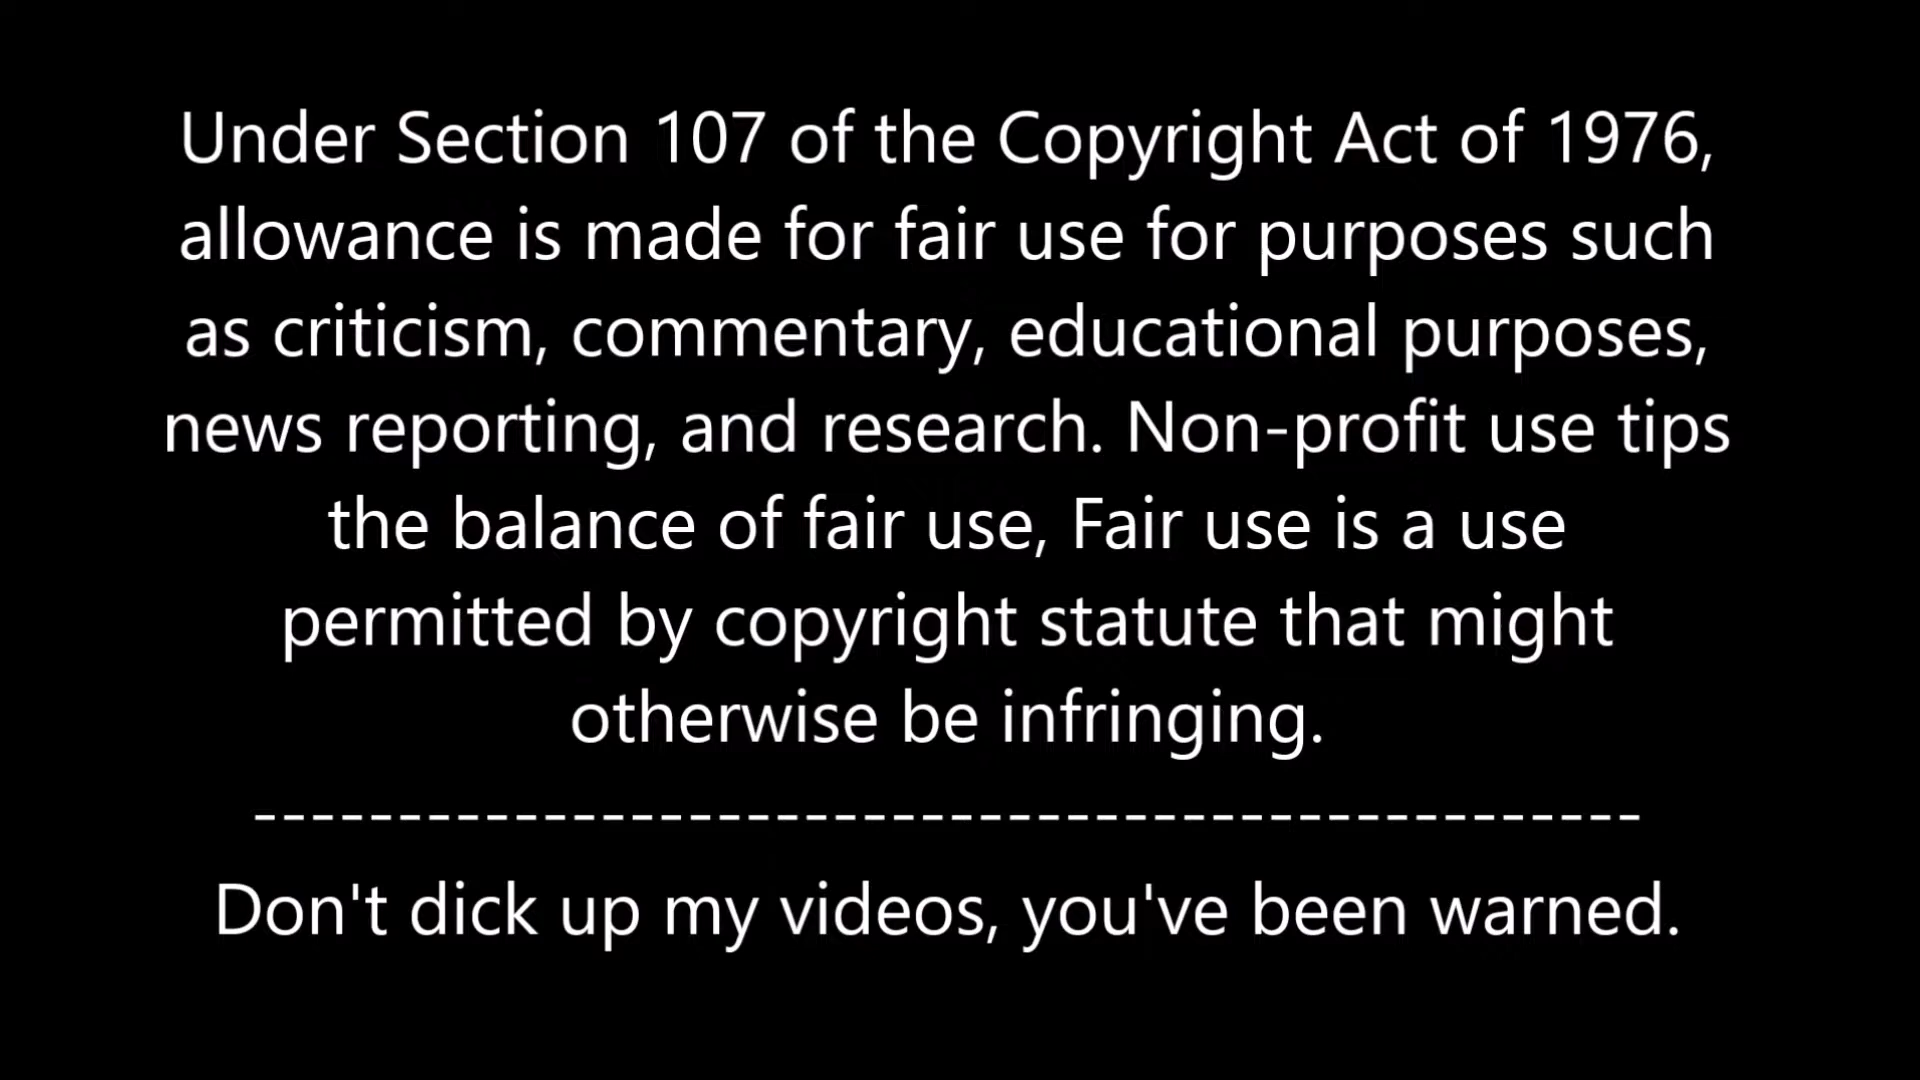 Under Section 107 of the Copyright Act of 1976,
allowance is made for fair use for purposes such
as criticism, commentary, educational purposes,
news reporting, and research. Non-profit use tips
the balance of fair use, Fair use is a use
permitted by copyright statute that might
otherwise be infringing.
------------------------------------------------
Don't dick up my videos, you've been warned.